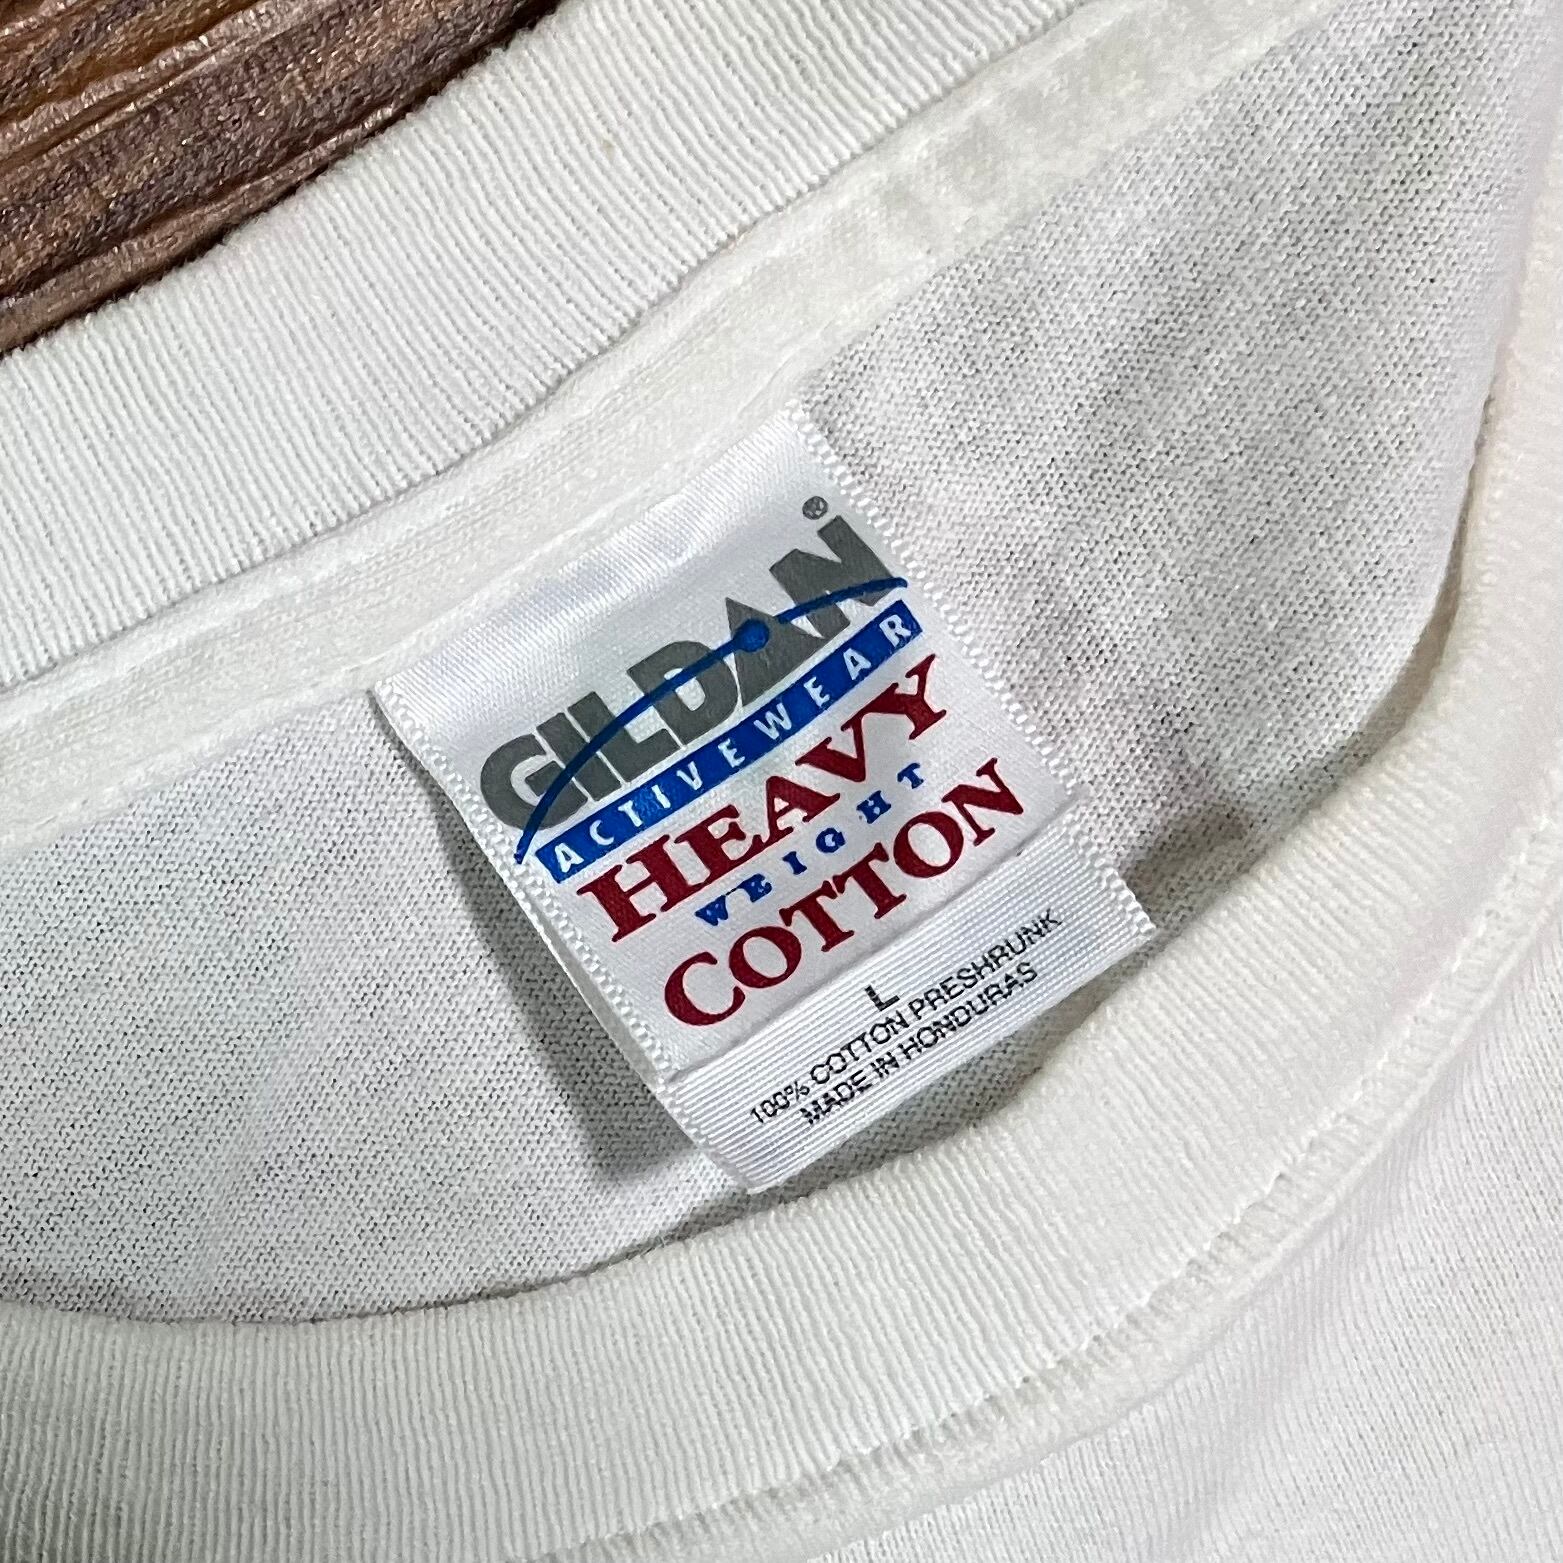 GILDAN®
ACTIVEWEAR
HEAVY
WEIGHT
COTTON
L
100% COTTON PRESHRUNK
MADE IN HONDURAS